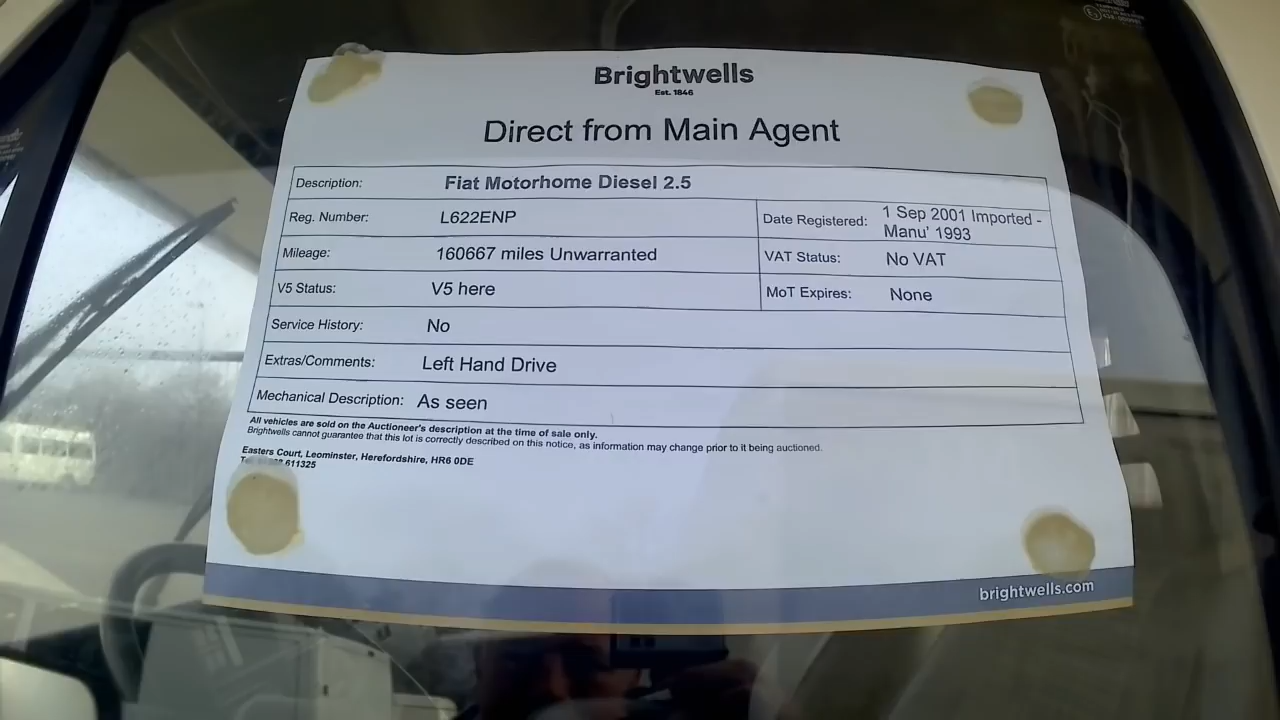 Brightwells
Est. 1846
Direct from Main Agent
Description: Fiat Motorhome Diesel 2.5
Reg. Number: L622ENP Date Registered: 1 Sep 2001 Imported -
Manu' 1993
Mileage: 160667 miles Unwarranted VAT Status: No VAT
V5 Status: V5 here MoT Expires: None
Service History: No
Extras/Comments: Left Hand Drive
Mechanical Description: As seen
All vehicles are sold on the Auctioneer's description at the time of sale only.
Brightwells cannot guarantee that this lot is correctly described on this notice, as information may change prior to it being auctioned.
Easters Court, Leominster, Herefordshire, HR6 0DE
611325
brightwells.com